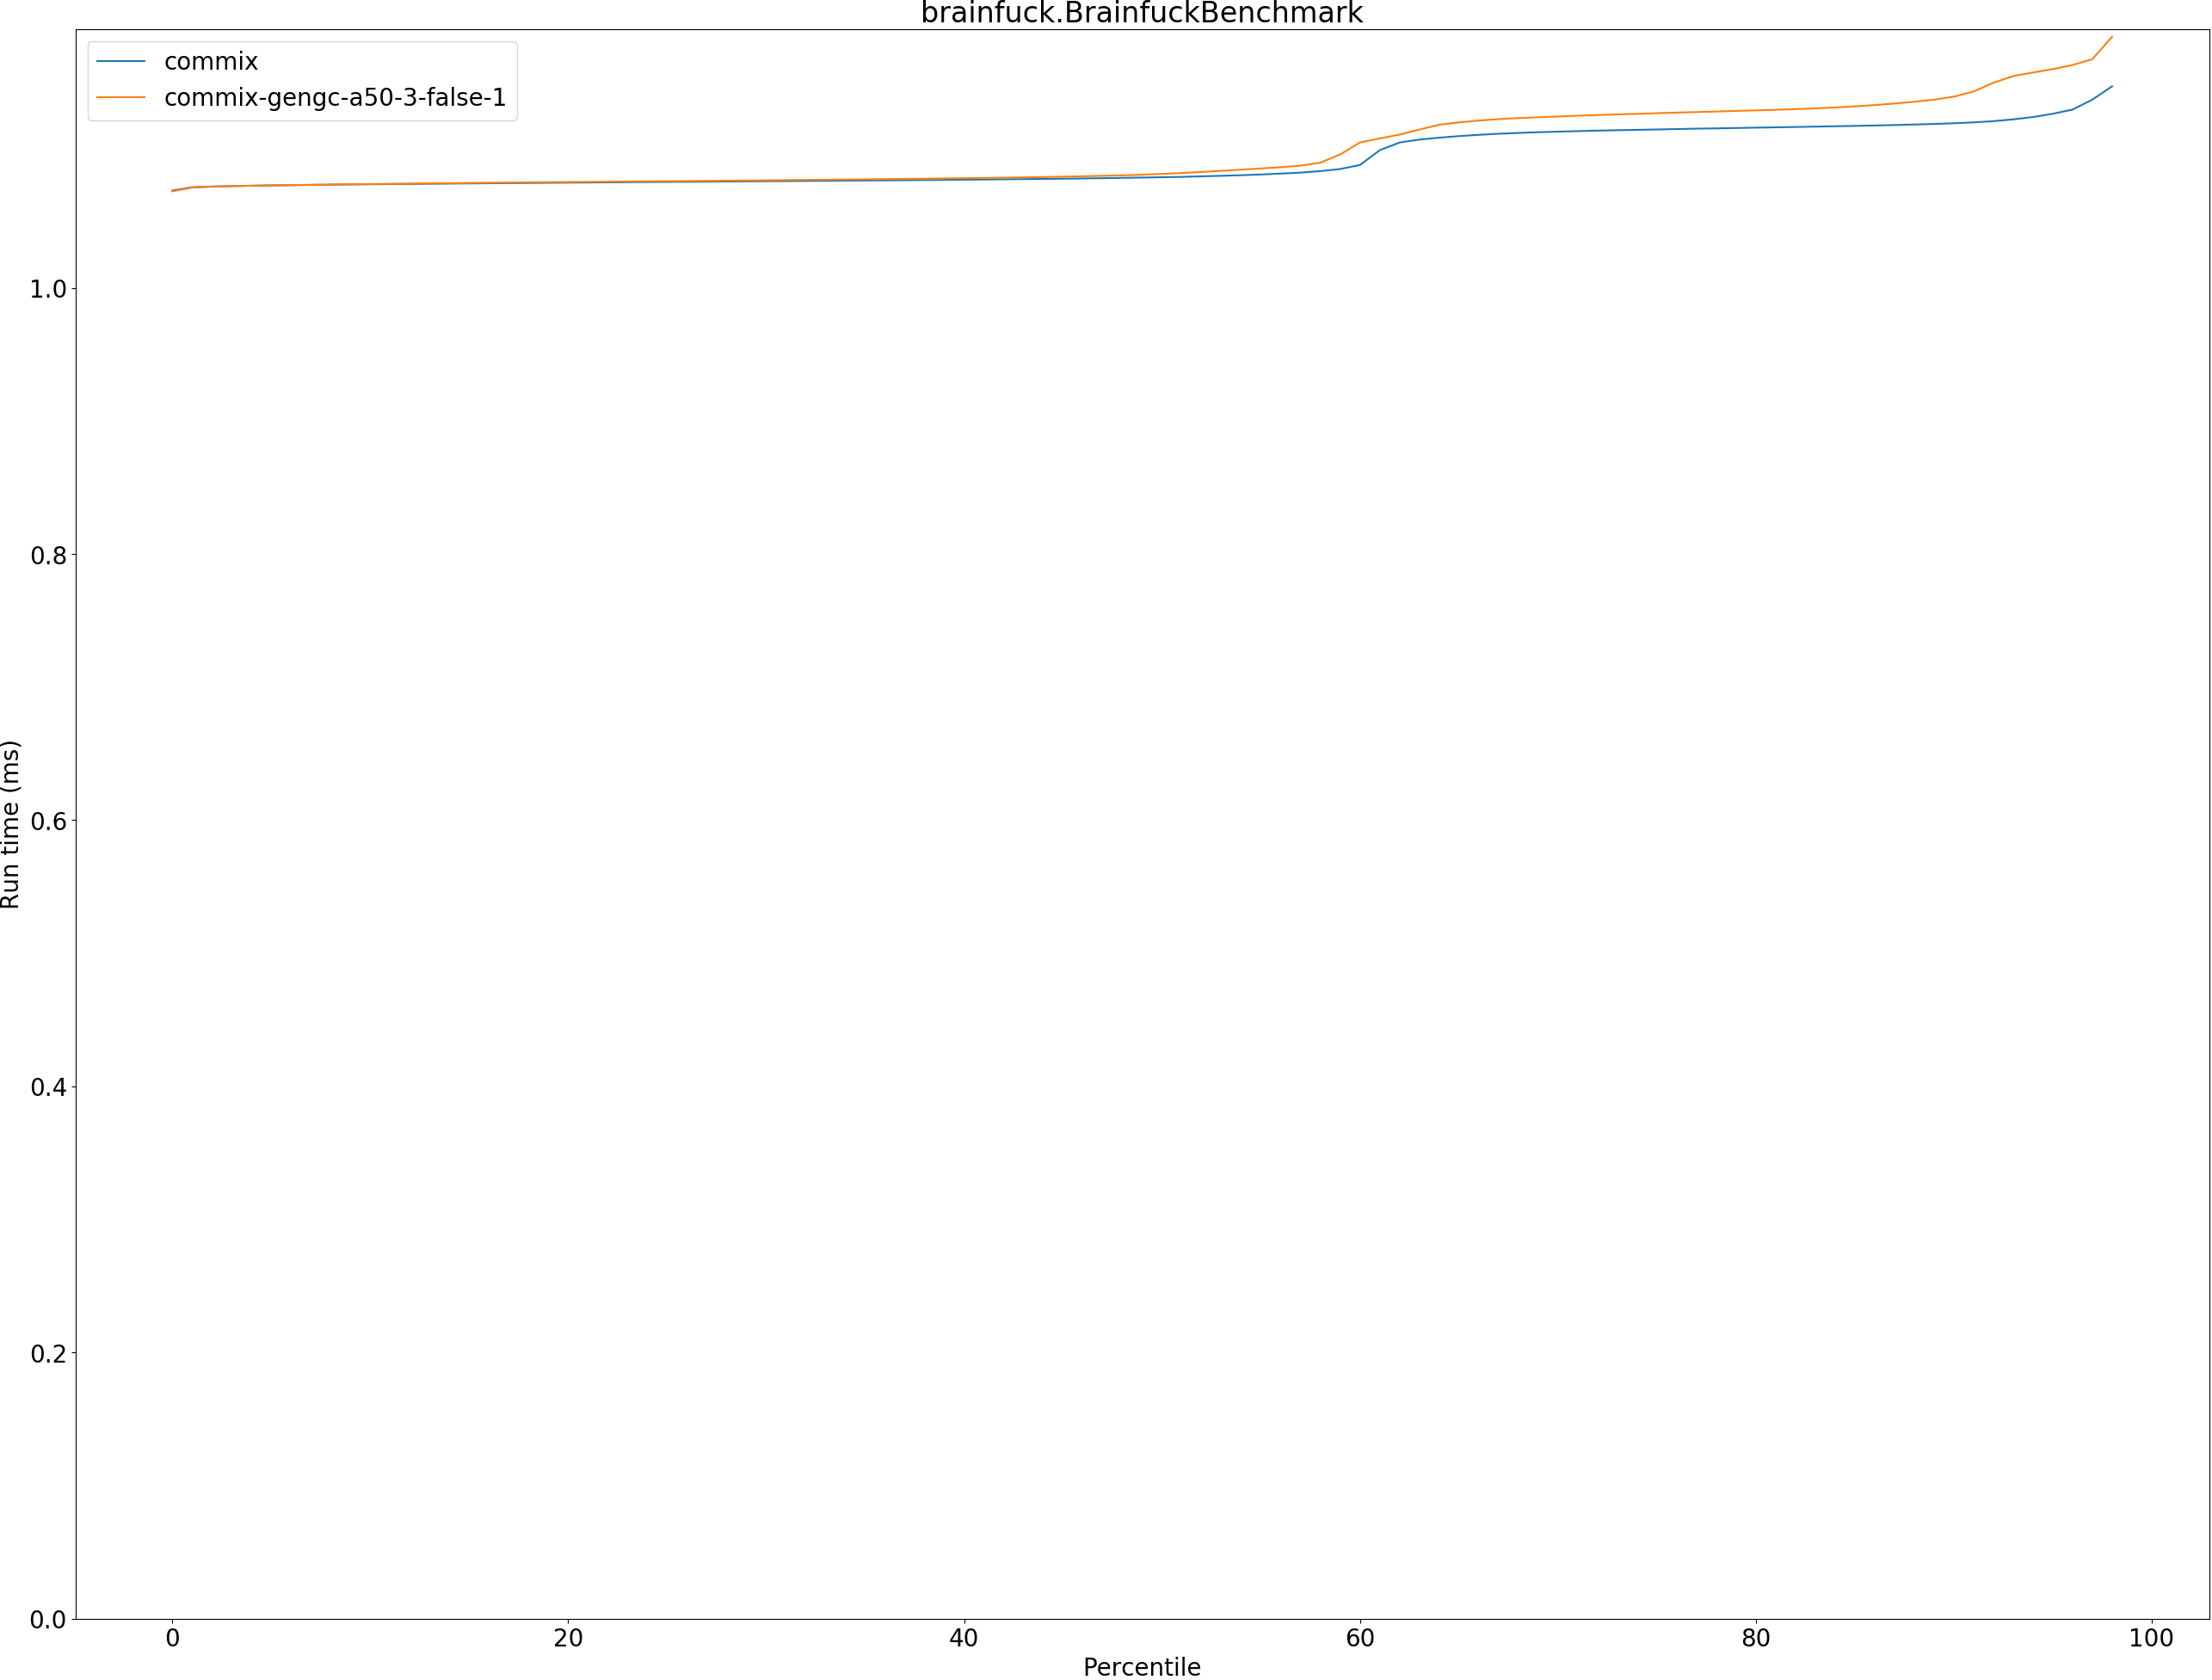 brainfuck.BrainfuckBenchmark
commix
commix-gengc-a50-3-false-1
1.0
0.8
0.6
0.4
0.2
0.0
Run time (ms)
0 20 40 60 80 100
Percentile